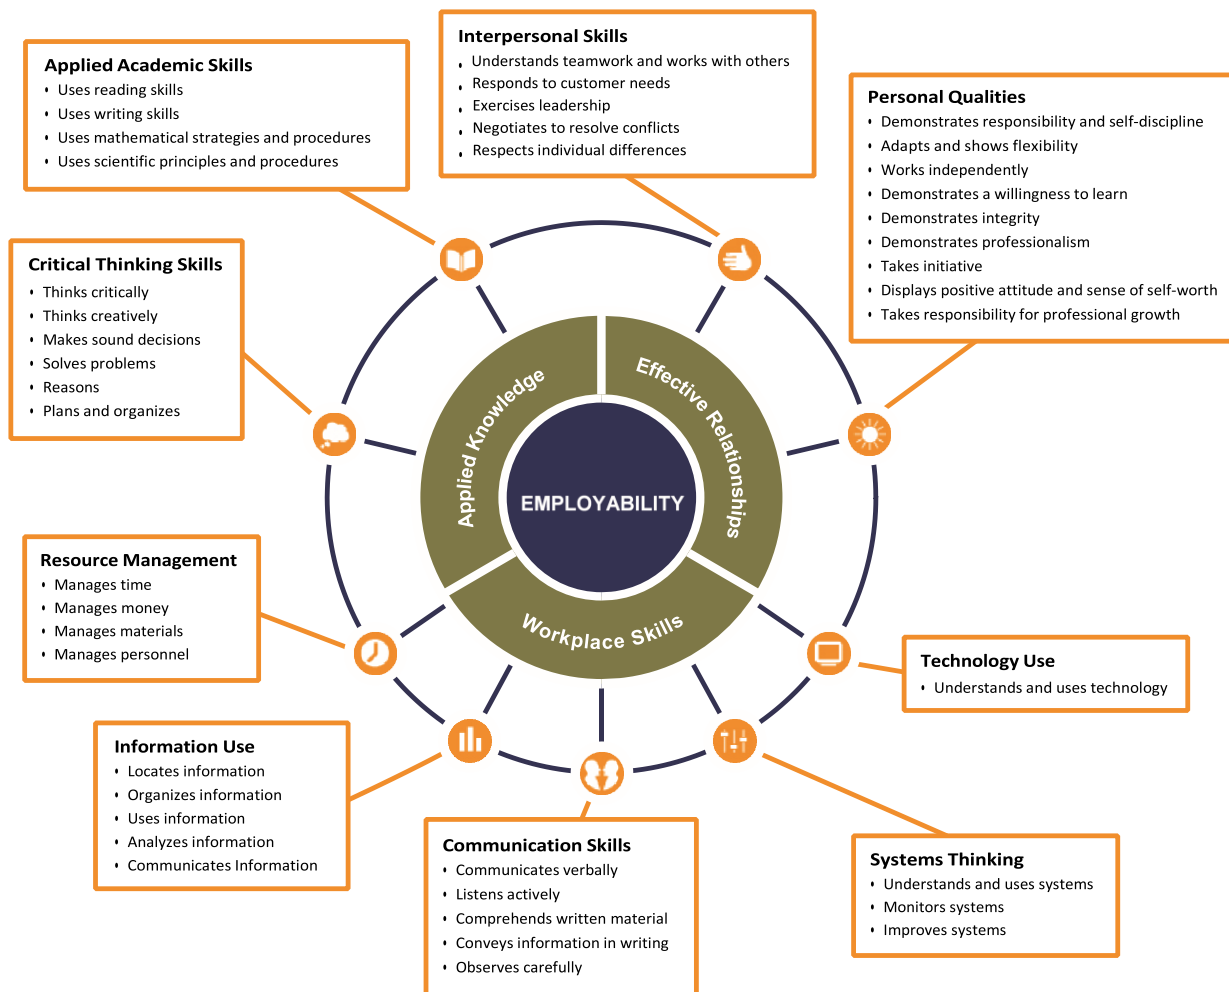 Interpersonal Skills
• Understands teamwork and works with others
• Responds to customer needs
• Exercises leadership
• Negotiates to resolve conflicts
• Respects individual differences
Applied Academic Skills
• Uses reading skills
• Uses writing skills
• Uses mathematical strategies and procedures
• Uses scientific principles and procedures
Personal Qualities
• Demonstrates responsibility and self-discipline
• Adapts and shows flexibility
• Works independently
• Demonstrates a willingness to learn
• Demonstrates integrity
• Demonstrates professionalism
• Takes initiative
• Displays positive attitude and sense of self-worth
• Takes responsibility for professional growth
Critical Thinking Skills
• Thinks critically
• Thinks creatively
• Makes sound decisions
• Solves problems
• Reasons
• Plans and organizes
Applied Knowledge
Effective Relationships
EMPLOYABILITY
Workplace Skills
Resource Management
• Manages time
• Manages money
• Manages materials
• Manages personnel
Technology Use
• Understands and uses technology
Information Use
• Locates information
• Organizes information
• Uses information
• Analyzes information
• Communicates Information
Communication Skills
• Communicates verbally
• Listens actively
• Comprehends written material
• Conveys information in writing
• Observes carefully
Systems Thinking
• Understands and uses systems
• Monitors systems
• Improves systems